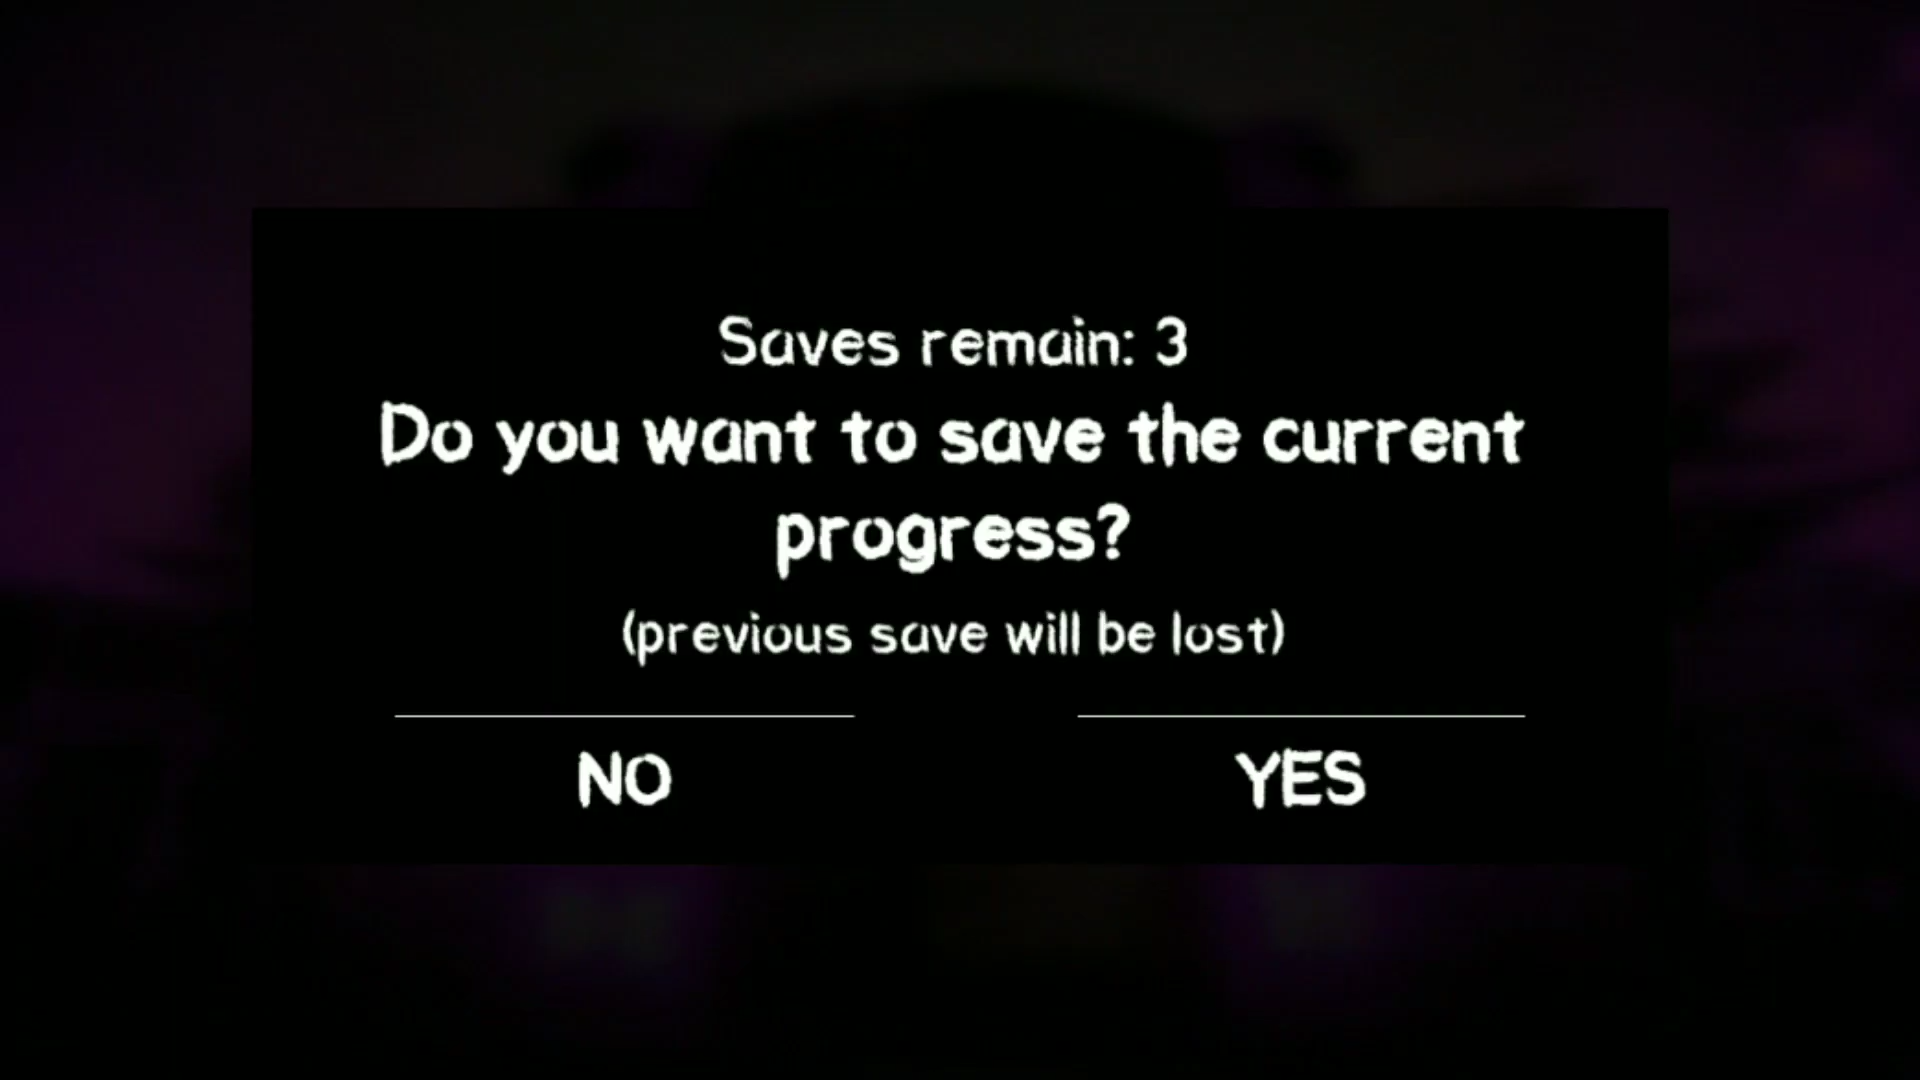 Saves remain: 3
Do you want to save the current
progress?
(previous save will be lost)
NO
YES